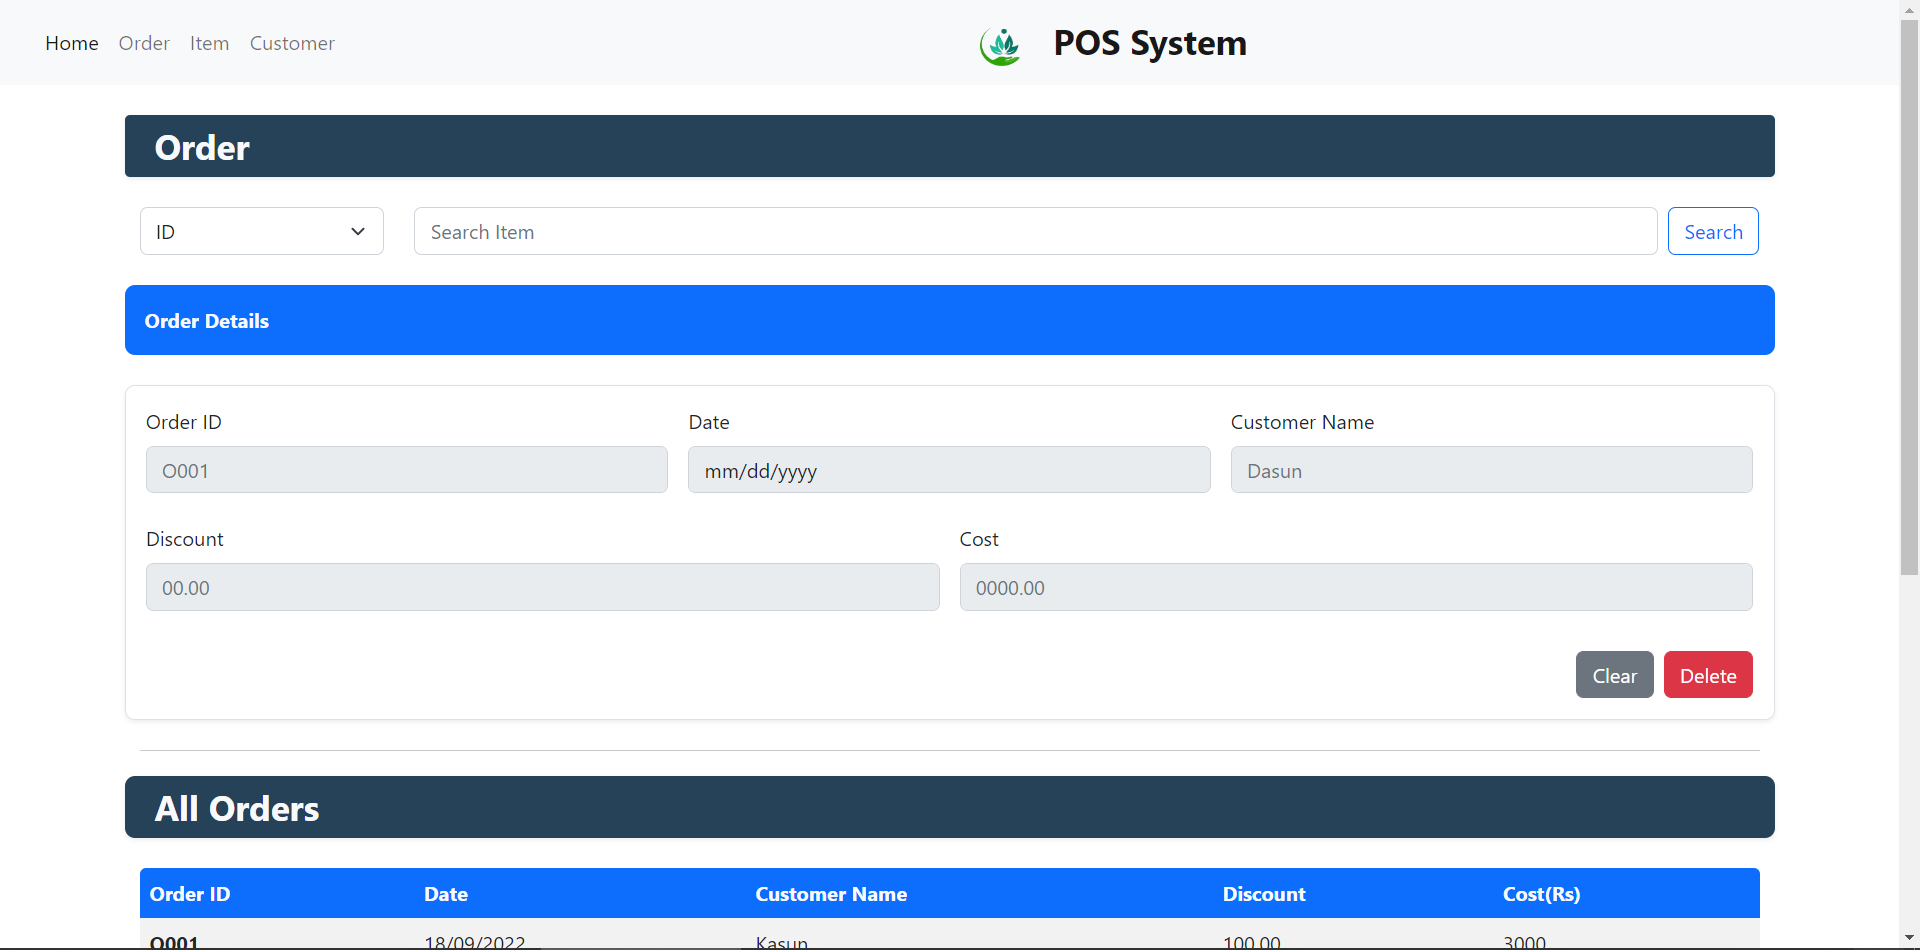 Home Order Item Customer
POS System
Order
ID
Search Item
Search
Order Details
Order ID Date Customer Name
O001 mm/dd/yyyy Dasun
Discount Cost
00.00 0000.00
Clear Delete
All Orders
Order ID Date Customer Name Discount Cost(Rs)
O001 18/09/2022 Kasun 100.00 3000